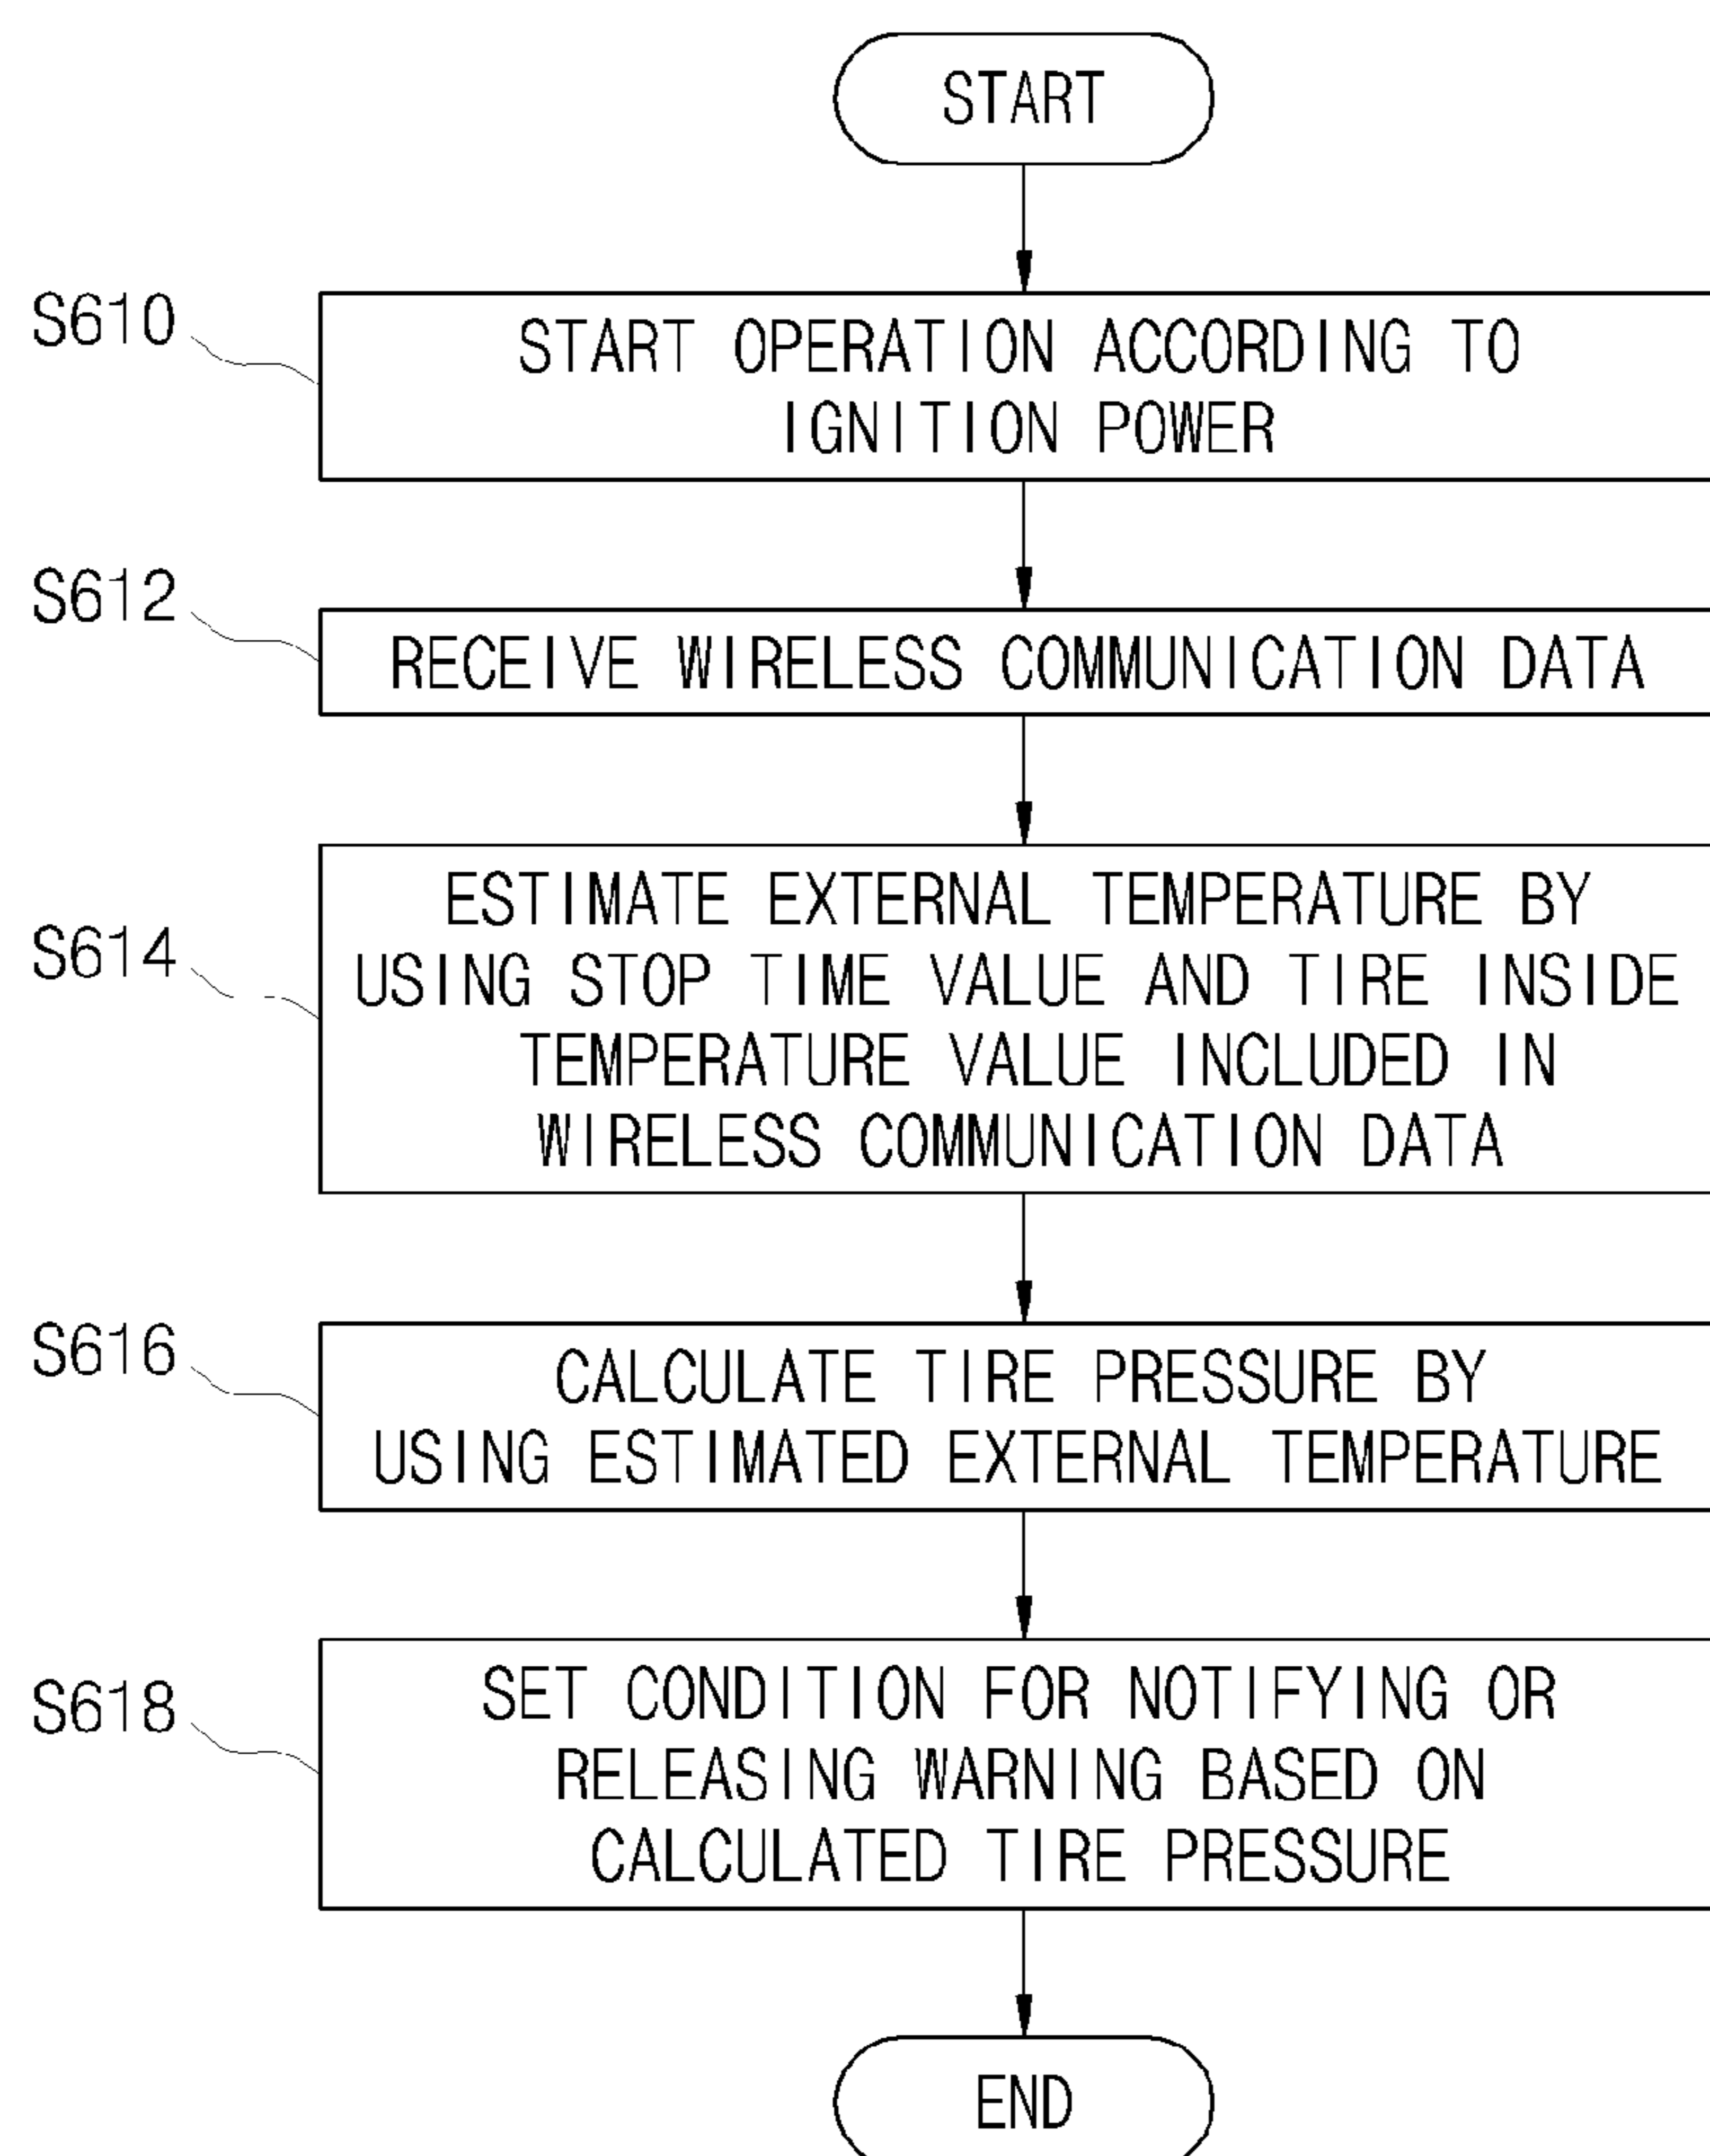 START
S610
START OPERATION ACCORDING TO
IGNITION POWER
S612
RECEIVE WIRELESS COMMUNICATION DATA
S614
ESTIMATE EXTERNAL TEMPERATURE BY
USING STOP TIME VALUE AND TIRE INSIDE
TEMPERATURE VALUE INCLUDED IN
WIRELESS COMMUNICATION DATA
S616
CALCULATE TIRE PRESSURE BY
USING ESTIMATED EXTERNAL TEMPERATURE
S618
SET CONDITION FOR NOTIFYING OR
RELEASING WARNING BASED ON
CALCULATED TIRE PRESSURE
END